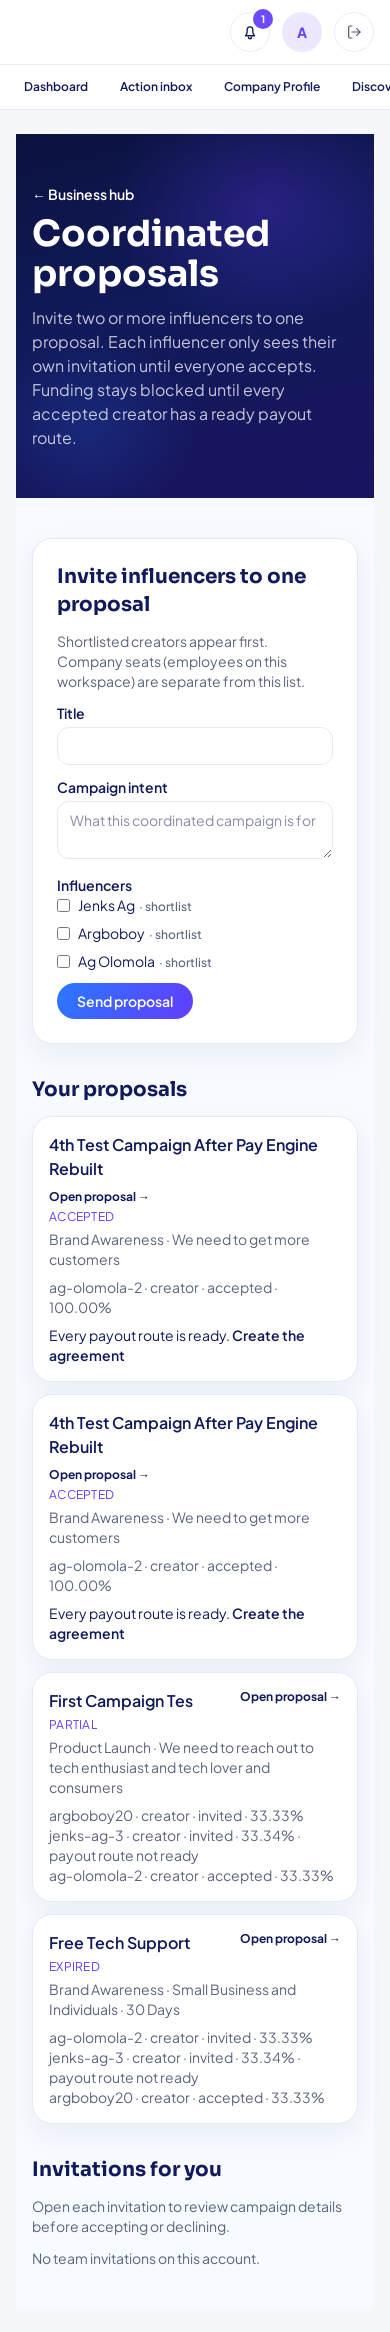 1
A
Dashboard
Action inbox
Company Profile
Discov
← Business hub
Coordinated
proposals
Invite two or more influencers to one
proposal. Each influencer only sees their
own invitation until everyone accepts.
Funding stays blocked until every
accepted creator has a ready payout
route.
Invite influencers to one
proposal
Shortlisted creators appear first.
Company seats (employees on this
workspace) are separate from this list.
Title
Campaign intent
What this coordinated campaign is for
Influencers
Jenks Ag · shortlist
Argboboy · shortlist
Ag Olomola · shortlist
Send proposal
Your proposals
4th Test Campaign After Pay Engine
Rebuilt
Open proposal →
ACCEPTED
Brand Awareness · We need to get more
customers
ag-olomola-2 · creator · accepted ·
100.00%
Every payout route is ready. Create the
agreement
4th Test Campaign After Pay Engine
Rebuilt
Open proposal →
ACCEPTED
Brand Awareness · We need to get more
customers
ag-olomola-2 · creator · accepted ·
100.00%
Every payout route is ready. Create the
agreement
First Campaign Tes
Open proposal →
PARTIAL
Product Launch · We need to reach out to
tech enthusiast and tech lover and
consumers
argboboy20 · creator · invited · 33.33%
jenks-ag-3 · creator · invited · 33.34% ·
payout route not ready
ag-olomola-2 · creator · accepted · 33.33%
Free Tech Support
Open proposal →
EXPIRED
Brand Awareness · Small Business and
Individuals · 30 Days
ag-olomola-2 · creator · invited · 33.33%
jenks-ag-3 · creator · invited · 33.34% ·
payout route not ready
argboboy20 · creator · accepted · 33.33%
Invitations for you
Open each invitation to review campaign details
before accepting or declining.
No team invitations on this account.